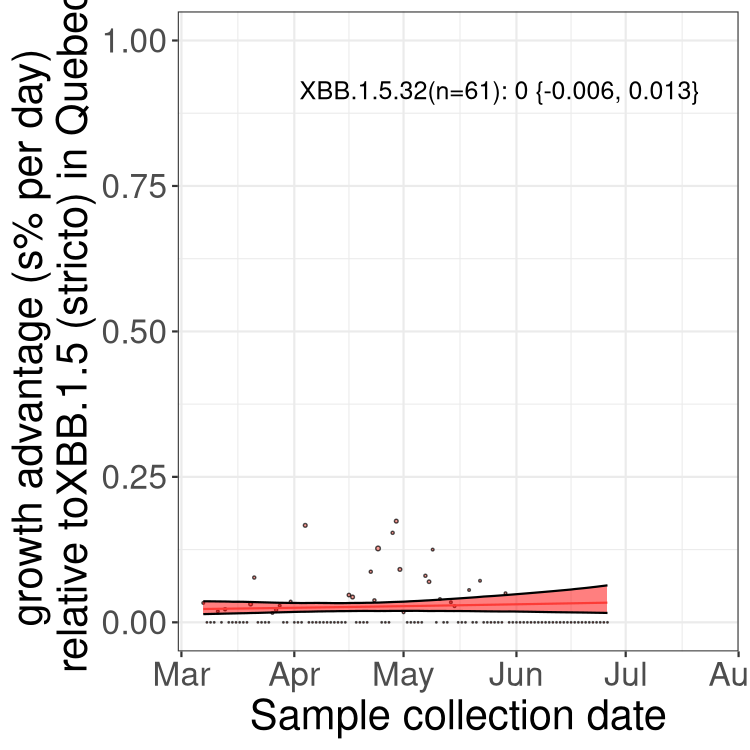 growth advantage (s% per day)
relative toXBB.1.5 (stricto) in Quebec
1.00
XBB.1.5.32(n=61): 0 {-0.006, 0.013}
0.75
0.50
0.25
0.00
Mar Apr May Jun Jul Au
Sample collection date